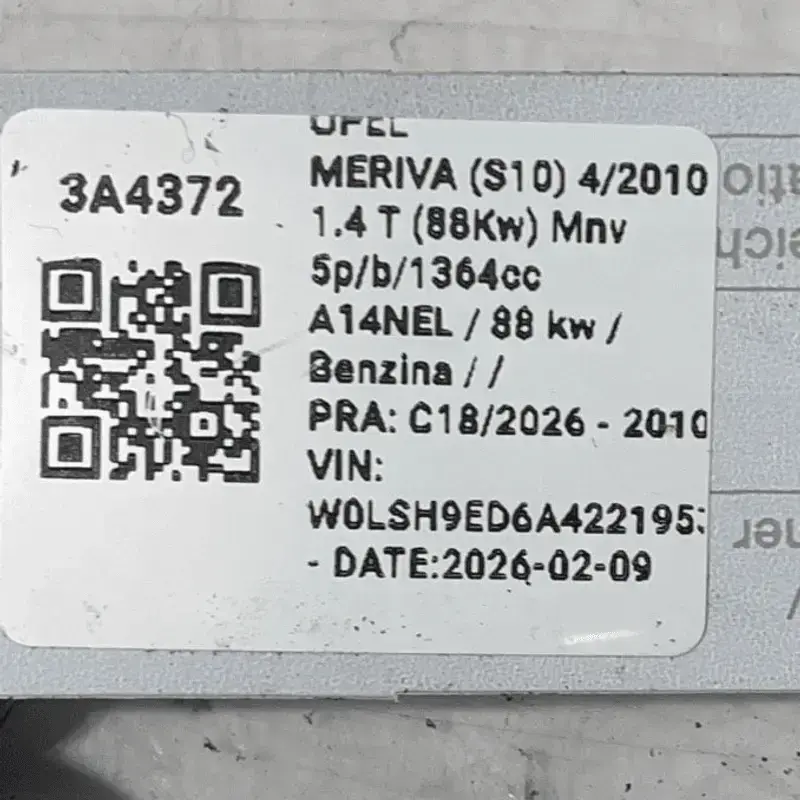 3A4372
OPEL
MERIVA (S10) 4/2010
1.4 T (88Kw) Mnv
5p/b/1364cc
A14NEL / 88 kw /
Benzina / /
PRA: C18/2026 - 2010
VIN:
- DATE:2026-02-09